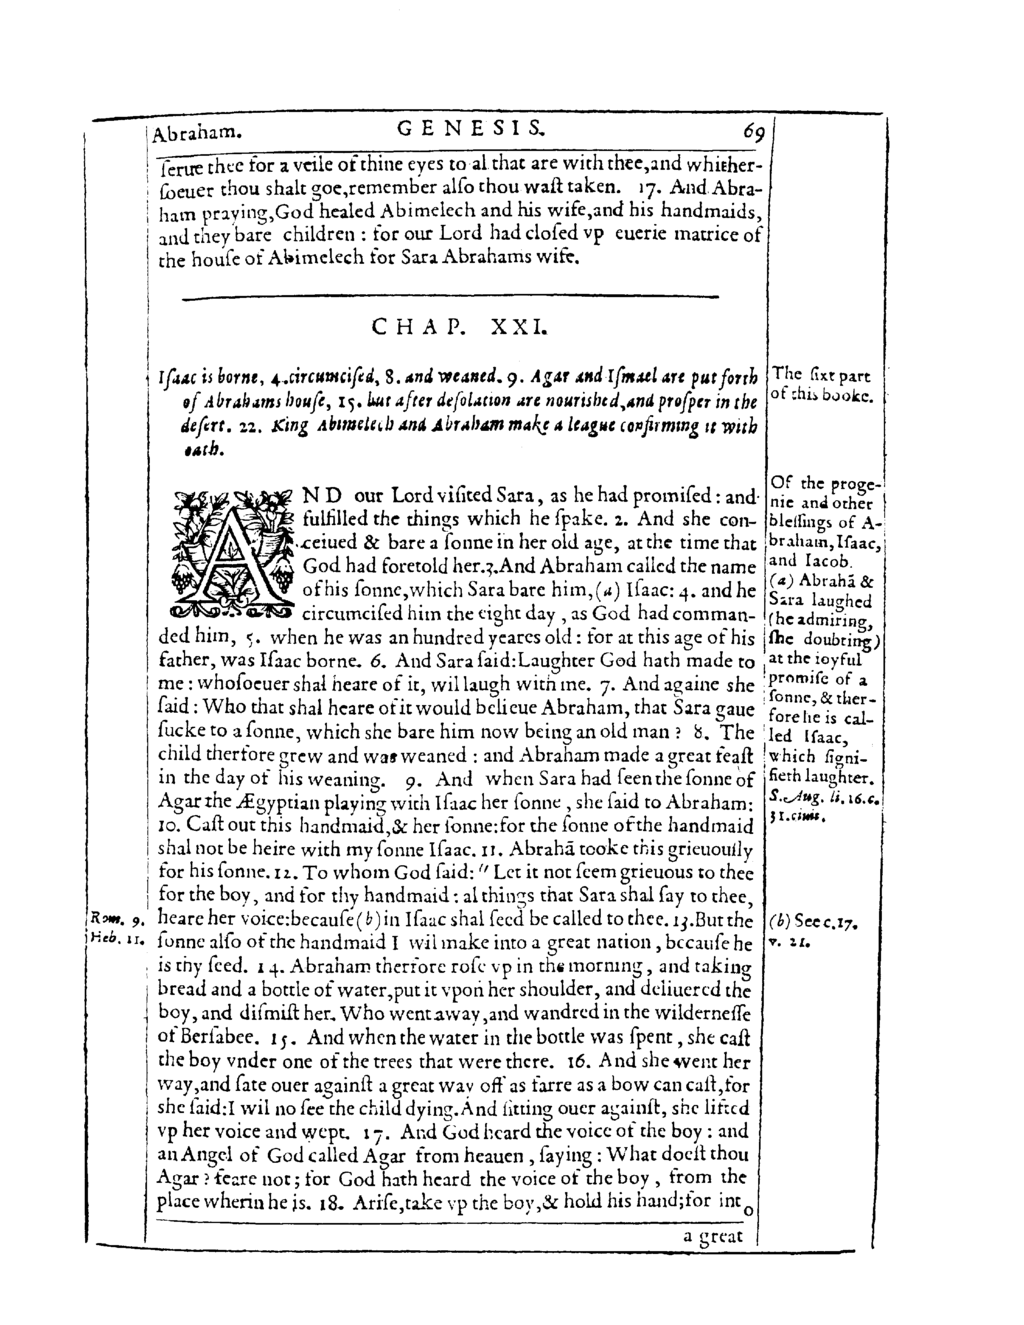 Abraham. GENESIS. 69
ſerue thee for a veile of thine eyes to al that are with thee,and whither-
ſoeuer thou shalt goe,remember alſo thou waſt taken. 17. And Abra-
ham praying,God healed Abimelech and his wife,and his handmaids,
and they bare children : for our Lord had cloſed vp euerie matrice of
the houſe of Abimelech for Sara Abrahams wife.
CHAP. XXI.
Iſaac is borne, 4.circumciſed, 8. and weaned. 9. Agar and Iſmael are put forth
of Abrahams houſe, 15. but after deſolation are nourished,and proſper in the
deſert. 22. King Abimelech and Abraham make a league confirming it with
oath.
The ſixt part
of this booke.
AND our Lord viſited Sara, as he had promiſed : and
fulfilled the things which he ſpake. 2. And she con-
ceiued & bare a ſonne in her old age, at the time that
God had foretold her.3.And Abraham called the name
of his ſonne,which Sara bare him,(a) Iſaac: 4. and he
circumciſed him the eight day , as God had comman-
ded him, 5. when he was an hundred yeares old : for at this age of his
father, was Iſaac borne. 6. And Sara ſaid:Laughter God hath made to
me : whoſoeuer shal heare of it, wil laugh with me. 7. And againe she
ſaid : Who that shal heare of it would belieue Abraham, that Sara gaue
ſucke to a ſonne, which she bare him now being an old man ? 8. The
child therfore grew and was weaned : and Abraham made a great feaſt
in the day of his weaning. 9. And when Sara had ſeen the ſonne of
Agar the Ægyptian playing with Iſaac her ſonne , she ſaid to Abraham:
10. Caſt out this handmaid,& her ſonne:for the ſonne of the handmaid
shal not be heire with my ſonne Iſaac. 11. Abrahã tooke this grieuouſly
for his ſonne. 12. To whom God ſaid: " Let it not ſeem grieuous to thee
for the boy, and for thy handmaid : al things that Sara shal ſay to thee,
heare her voice:becauſe (b)in Iſaac shal ſeed be called to thee. 13.But the
ſonne alſo of the handmaid I wil make into a great nation , becauſe he
is thy ſeed. 14. Abraham therfore roſe vp in the morning , and taking
bread and a bottle of water,put it vpon her shoulder, and deliuered the
boy, and diſmiſt her. Who went away,and wandred in the wilderneſſe
of Berſabee. 15. And when the water in the bottle was ſpent , she caſt
the boy vnder one of the trees that were there. 16. And she went her
way,and ſate ouer againſt a great way off as farre as a bow can caſt,for
she ſaid:I wil no ſee the child dying.And ſitting ouer againſt, she lifted
vp her voice and wept. 17. And God heard the voice of the boy : and
an Angel of God called Agar from heauen , ſaying : What doeſt thou
Agar ? feare not ; for God hath heard the voice of the boy , from the
place wherin he is. 18. Ariſe,take vp the boy,& hold his hand;for into
a great
Of the proge-
nie and other
bleſſings of A-
braham, Iſaac,
and Iacob.
(a) Abrahã &
Sara laughed
(he admiring,
ſhe doubting)
at the ioyful
promiſe of a
ſonne, & ther-
fore he is cal-
led Iſaac,
which ſigni-
fieth laughter.
S. Aug. li. 16. c.
31. ciuit.
(b) See c.17.
v. 21.
Rom. 9.
Heb. 11.